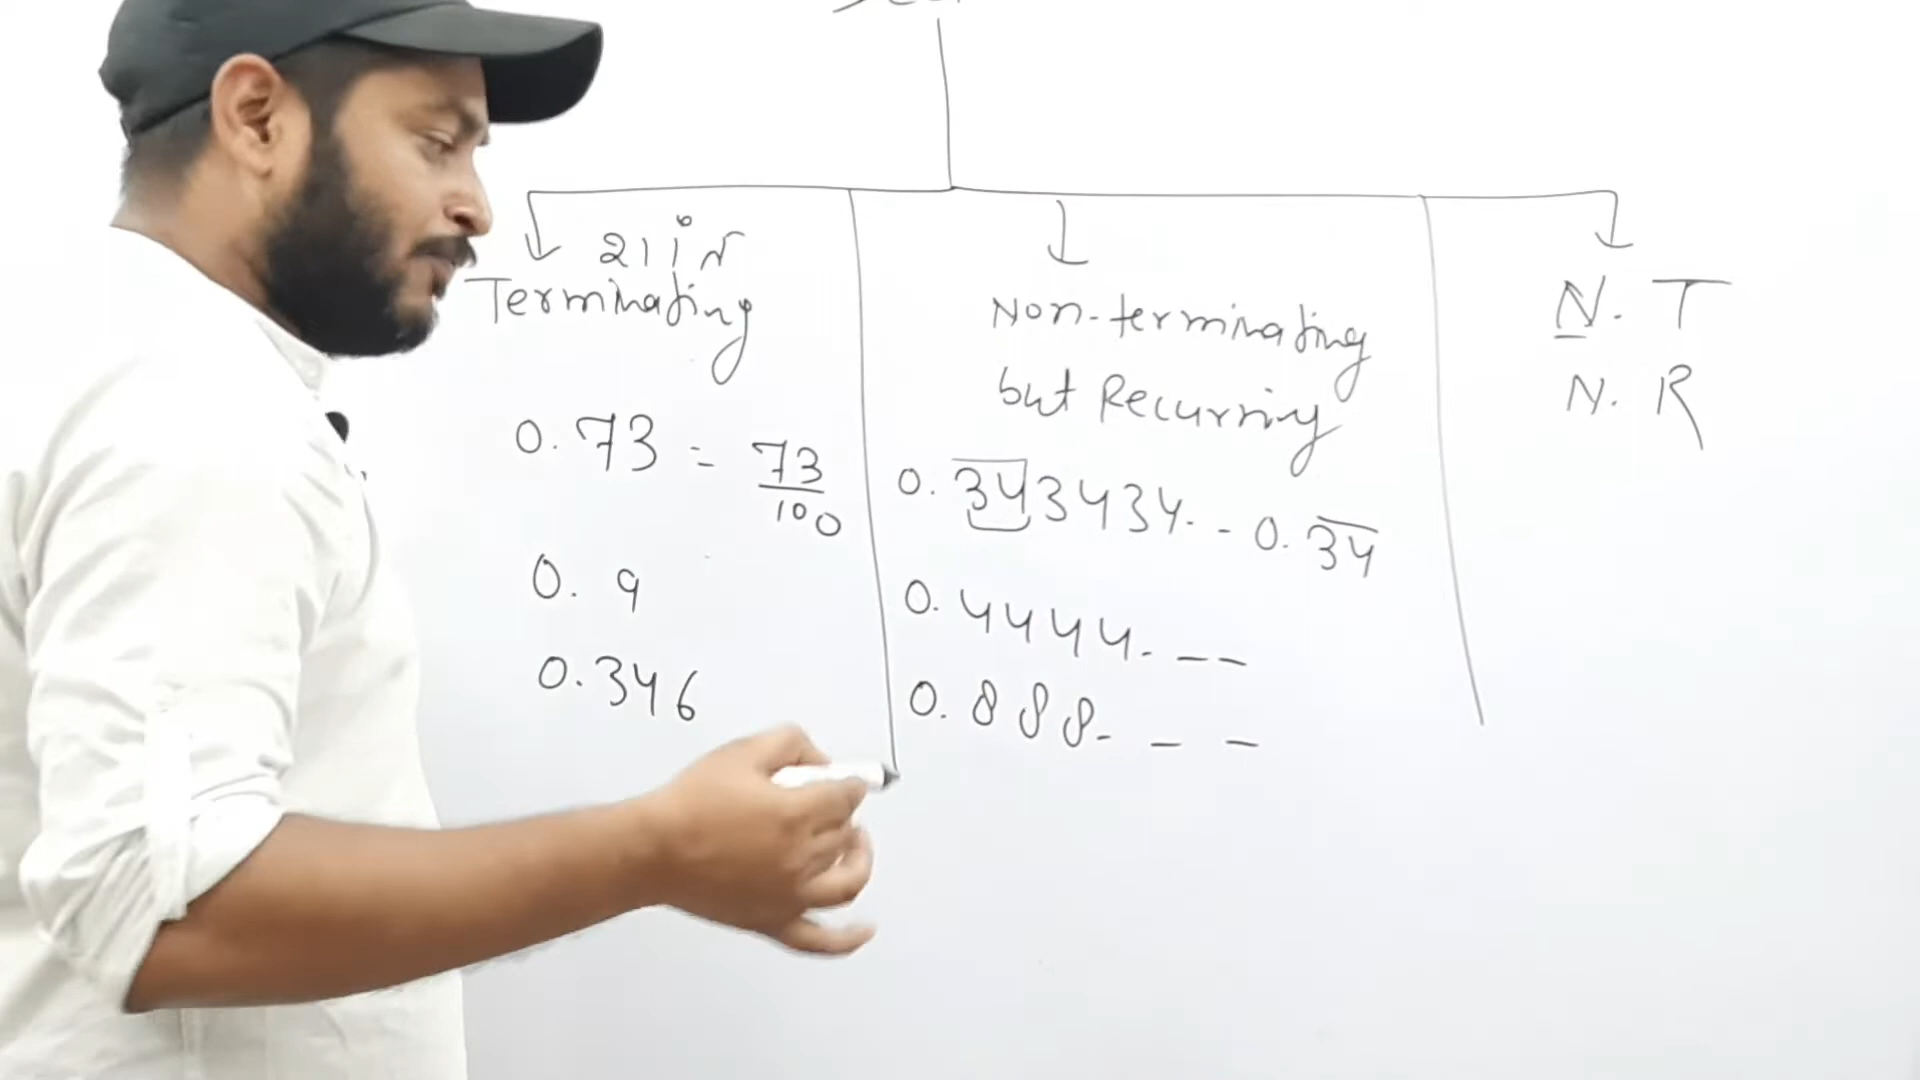 शांत
Terminating
0.73 = 73/100
0.9
0.346
Non-terminating
but Recurring
0.343434.. - 0.34
0.4444. _ _
0.888. _ _
N. T
N. R